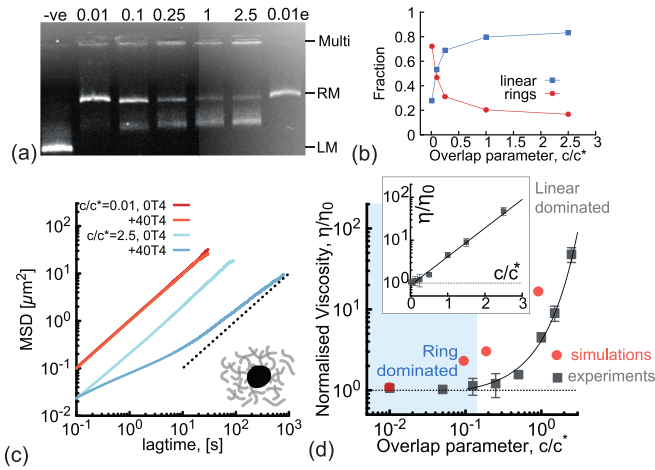 -ve 0.01 0.1 0.25 1 2.5 0.01e
Multi
RM
LM
(a)
0.8
0.6
0.4
0.2
0
Fraction
linear
rings
0 0.5 1 1.5 2 2.5 3
Overlap parameter, c/c*
(b)
c/c*=0.01, 0T4
+40T4
c/c*=2.5, 0T4
+40T4
10²
10¹
10⁰
10⁻¹
10⁻²
MSD [μm²]
10⁻¹ 10⁰ 10¹ 10² 10³
lagtime, [s]
(c)
Normalised Viscosity, η/η₀
10²
10¹
10⁰
η/η₀
10²
10¹
10⁰
c/c*
0 1 2 3
Linear
dominated
Ring
dominated
simulations
experiments
10⁻² 10⁻¹ 10⁰
Overlap parameter, c/c*
(d)